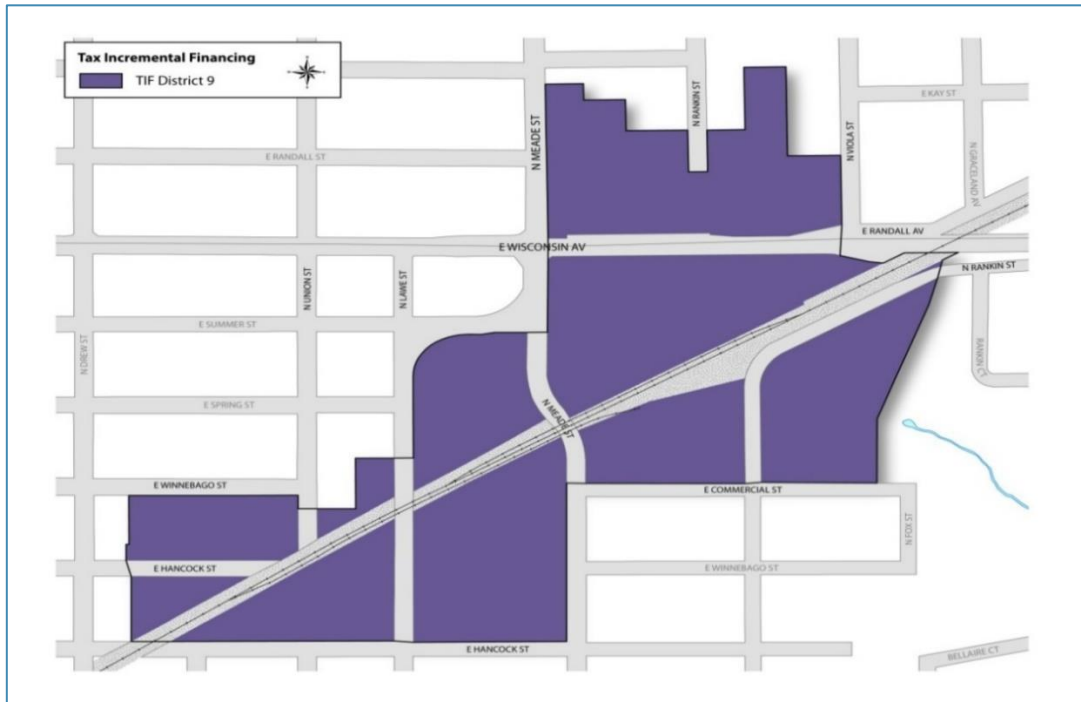 Tax Incremental Financing
TIF District 9
E KAY ST
N RANKIN ST
N MEADE ST
N VIOLA ST
E RANDALL ST
N GRACELAND AV
E RANDALL AV
E WISCONSIN AV
N RANKIN ST
N UNION ST
N LAWE ST
E SUMMER ST
N DREW ST
RANKIN CT
E SPRING ST
N MEADE ST
E WINNEBAGO ST
E COMMERCIAL ST
N FOX ST
E HANCOCK ST
E WINNEBAGO ST
E HANCOCK ST
BELLAIRE CT